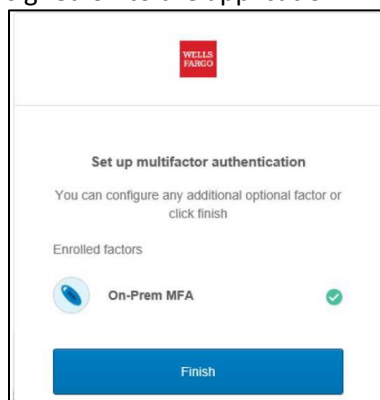 WELLS
FARGO
Set up multifactor authentication
You can configure any additional optional factor or
click finish
Enrolled factors
On-Prem MFA
Finish